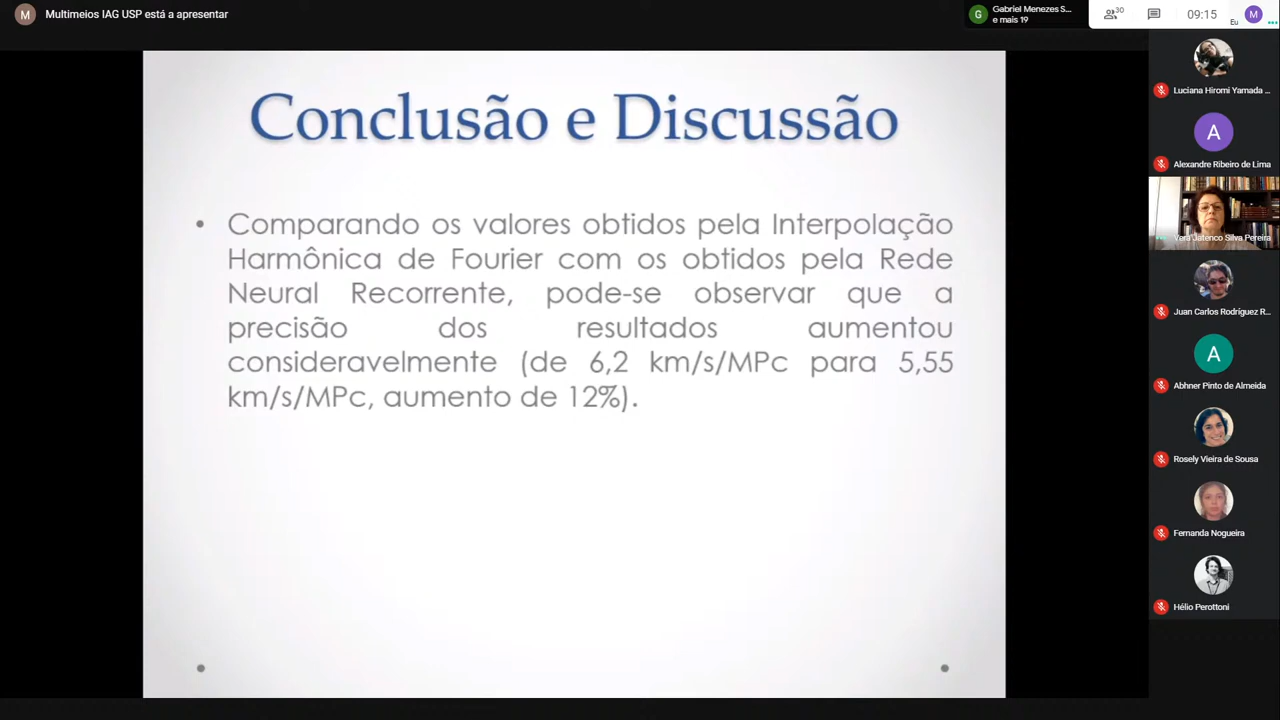 M Multimeios IAG USP está a apresentar
G Gabriel Menezes S...
e mais 19
30
09:15
Eu
M
Conclusão e Discussão
• Comparando os valores obtidos pela Interpolação
Harmônica de Fourier com os obtidos pela Rede
Neural Recorrente, pode-se observar que a
precisão dos resultados aumentou
consideravelmente (de 6,2 km/s/MPc para 5,55
km/s/MPc, aumento de 12%).
Luciana Hiromi Yamada ...
A
Alexandre Ribeiro de Lima
Vera Jatenco Silva Pereira
Juan Carlos Rodríguez R...
A
Abhner Pinto de Almeida
Rosely Vieira de Sousa
Fernanda Nogueira
Hélio Perottoni